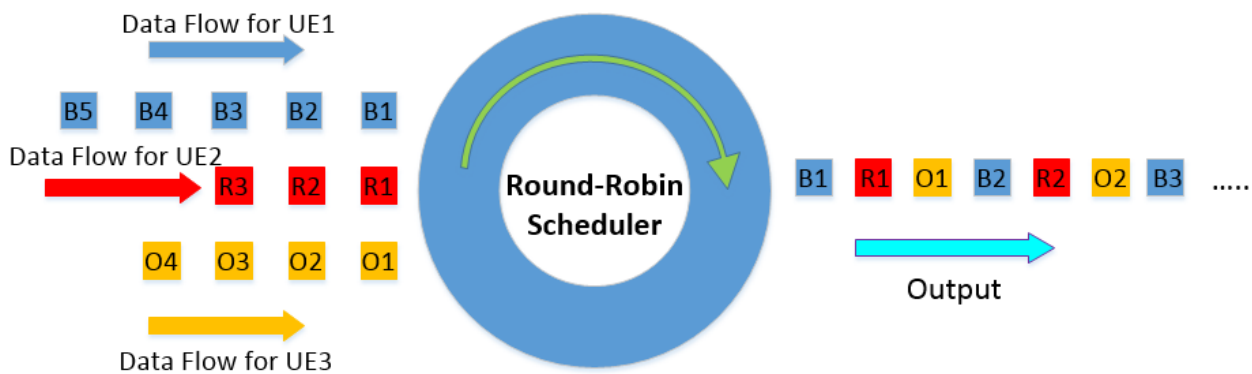 Data Flow for UE1
B5 B4 B3 B2 B1
Data Flow for UE2
R3 R2 R1
O4 O3 O2 O1
Data Flow for UE3
Round-Robin
Scheduler
B1 R1 O1 B2 R2 O2 B3 .....
Output